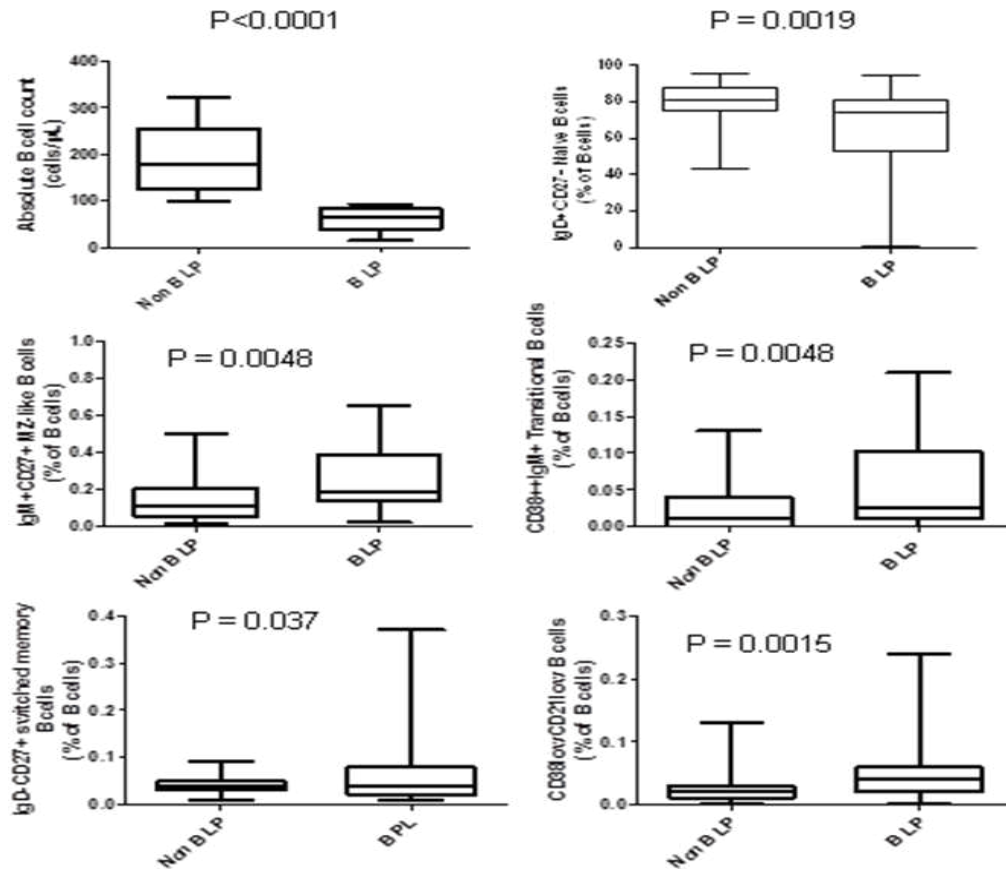 P<0.0001
Absolute B cell count
(cells/µL)
400
300
200
100
0
Non B LP
B LP
P = 0.0019
IgD+CD27- Naive B cells
(% of B cells)
100
80
60
40
20
0
Non B LP
B LP
P = 0.0048
IgM+CD27+ MZ-like B cells
(% of B cells)
1.0
0.8
0.6
0.4
0.2
0.0
Non B LP
B LP
P = 0.0048
CD38++IgM+ Transitional B cells
(% of B cells)
0.25
0.20
0.15
0.10
0.05
0.00
Non B LP
B LP
P = 0.037
IgD-CD27+ switched memory
B cells
(% of B cells)
0.4
0.3
0.2
0.1
0.0
Non B LP
B PL
P = 0.0015
CD38low/CD21low B cells
(% of B cells)
0.3
0.2
0.1
0.0
Non B LP
B LP